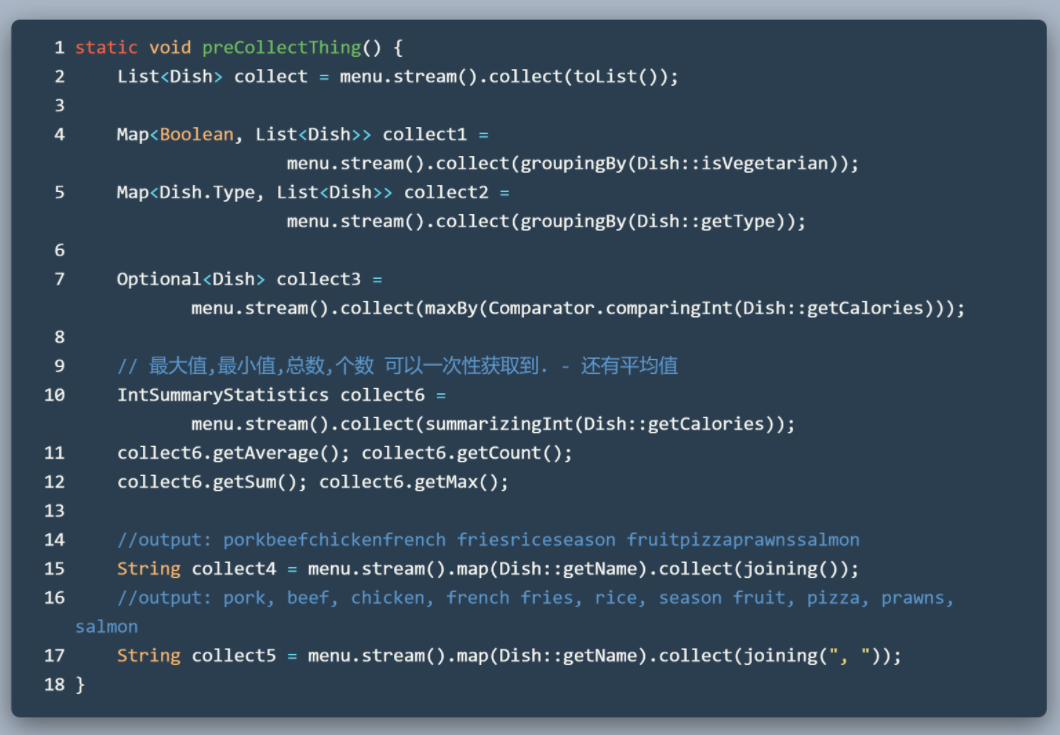 1 static void preCollectThing() {
2     List<Dish> collect = menu.stream().collect(toList());
3
4     Map<Boolean, List<Dish>> collect1 =
                    menu.stream().collect(groupingBy(Dish::isVegetarian));
5     Map<Dish.Type, List<Dish>> collect2 =
                    menu.stream().collect(groupingBy(Dish::getType));
6
7     Optional<Dish> collect3 =
           menu.stream().collect(maxBy(Comparator.comparingInt(Dish::getCalories)));
8
9     // 最大值,最小值,总数,个数 可以一次性获取到. - 还有平均值
10     IntSummaryStatistics collect6 =
           menu.stream().collect(summarizingInt(Dish::getCalories));
11     collect6.getAverage(); collect6.getCount();
12     collect6.getSum(); collect6.getMax();
13
14     //output: porkbeefchickenfrench friesriceseason fruitpizzaprawnssalmon
15     String collect4 = menu.stream().map(Dish::getName).collect(joining());
16     //output: pork, beef, chicken, french fries, rice, season fruit, pizza, prawns,
salmon
17     String collect5 = menu.stream().map(Dish::getName).collect(joining(", "));
18 }